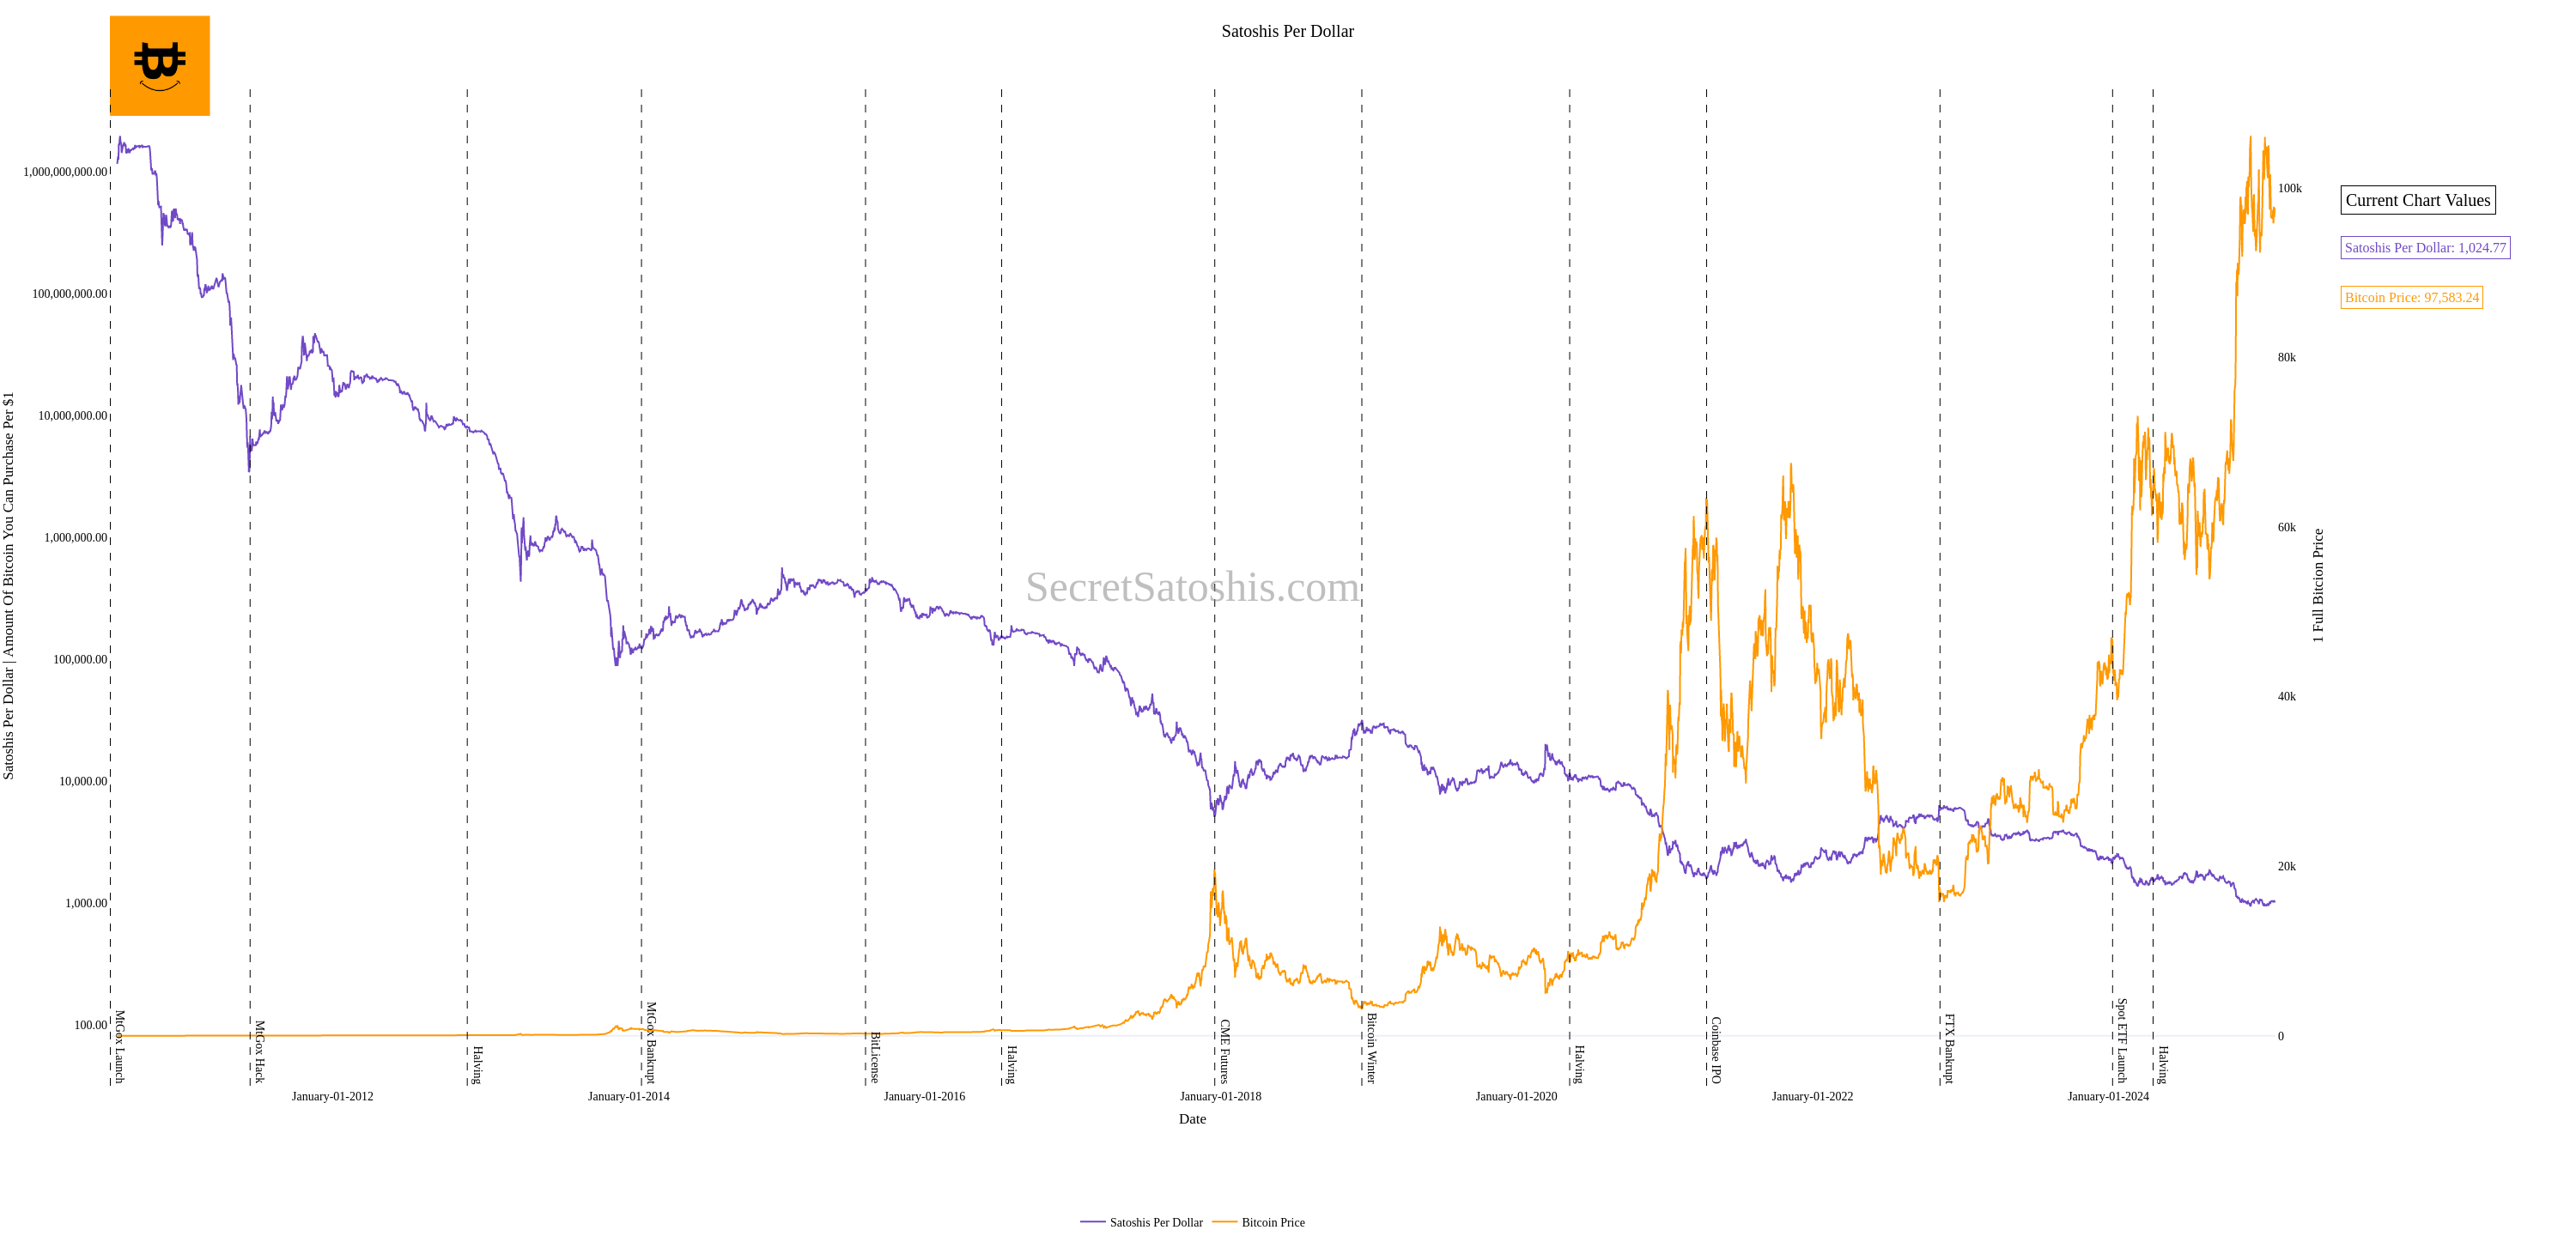 Satoshis Per Dollar
1,000,000,000.00
100,000,000.00
10,000,000.00
1,000,000.00
100,000.00
10,000.00
1,000.00
100.00
Satoshis Per Dollar | Amount Of Bitcoin You Can Purchase Per $1
SecretSatoshis.com
MtGox Launch
MtGox Hack
Halving
MtGox Bankrupt
BitLicense
Halving
CME Futures
Bitcoin Winter
Halving
Coinbase IPO
FTX Bankrupt
Spot ETF Launch
Halving
January-01-2012
January-01-2014
January-01-2016
January-01-2018
January-01-2020
January-01-2022
January-01-2024
Date
100k
80k
60k
40k
20k
0
1 Full Bitcion Price
Current Chart Values
Satoshis Per Dollar: 1,024.77
Bitcoin Price: 97,583.24
Satoshis Per Dollar
Bitcoin Price